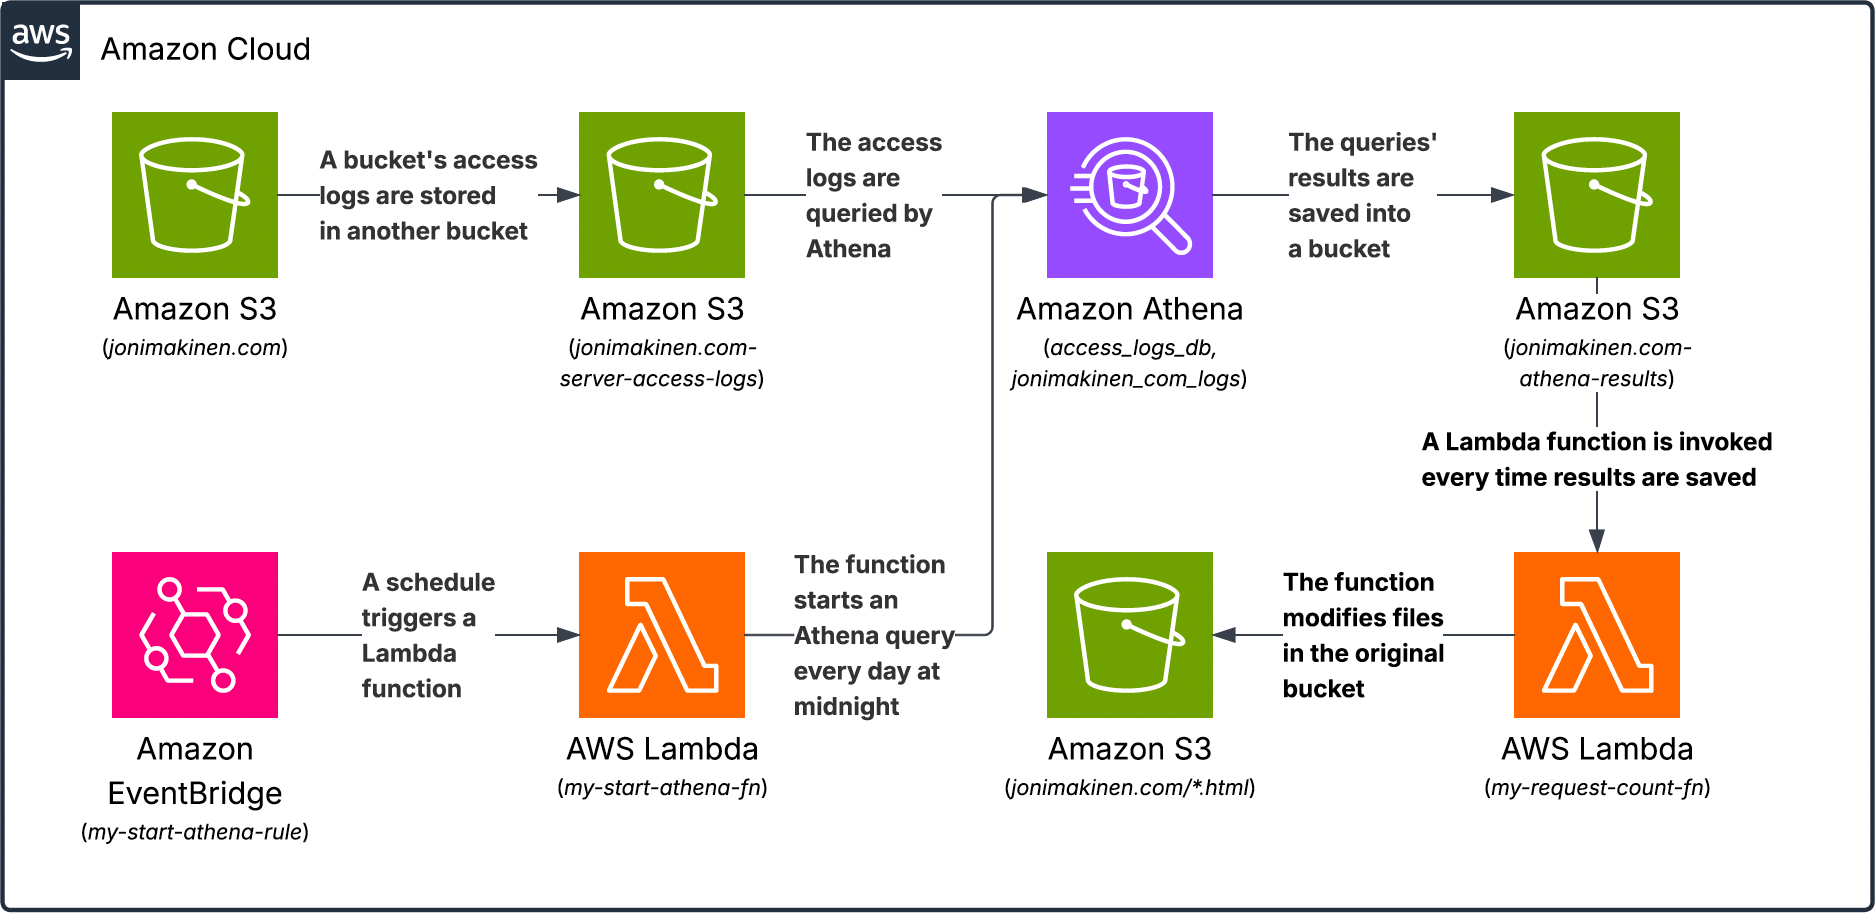 aws
Amazon Cloud
A bucket's access
logs are stored
in another bucket
The access
logs are
queried by
Athena
The queries'
results are
saved into
a bucket
Amazon S3
(jonimakinen.com)
Amazon S3
(jonimakinen.com-
server-access-logs)
Amazon Athena
(access_logs_db,
jonimakinen_com_logs)
Amazon S3
(jonimakinen.com-
athena-results)
A Lambda function is invoked
every time results are saved
A schedule
triggers a
Lambda
function
The function
starts an
Athena query
every day at
midnight
The function
modifies files
in the original
bucket
Amazon
EventBridge
(my-start-athena-rule)
AWS Lambda
(my-start-athena-fn)
Amazon S3
(jonimakinen.com/*.html)
AWS Lambda
(my-request-count-fn)